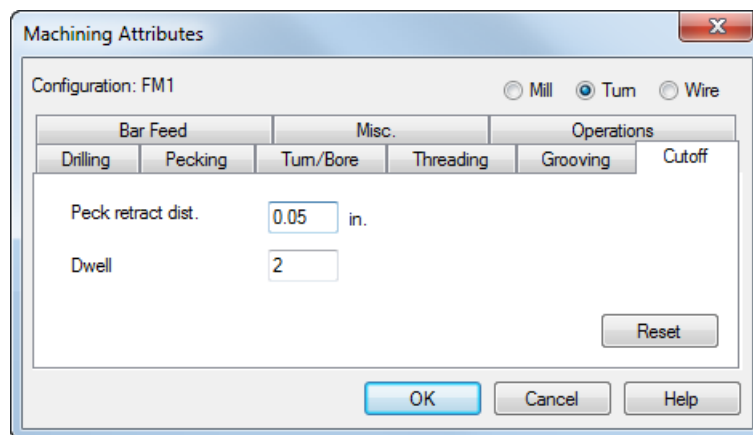 Machining Attributes
Configuration: FM1 Mill Turn Wire
Bar Feed Misc. Operations
Drilling Pecking Turn/Bore Threading Grooving Cutoff
Peck retract dist. 0.05 in.
Dwell 2
Reset
OK Cancel Help